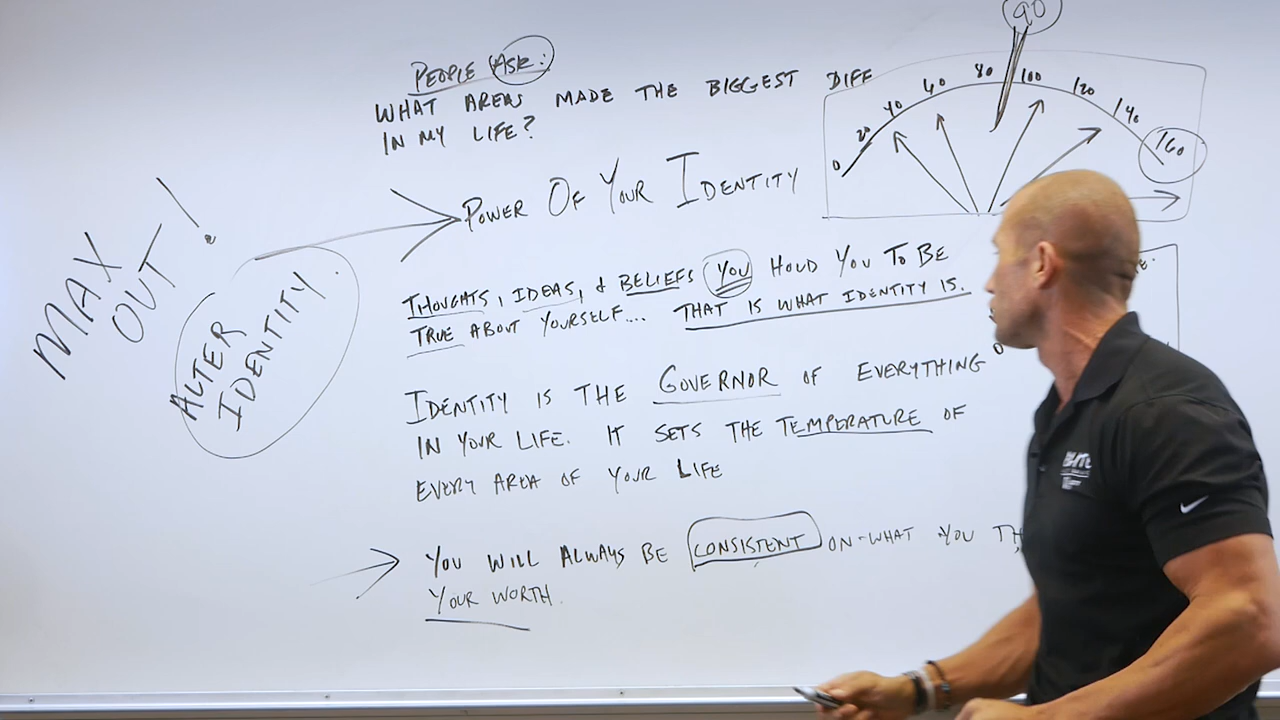 PEOPLE ASK:
WHAT AREAS MADE THE BIGGEST DIFF
IN MY LIFE?
90
0 20 40 60 80 100 120 140 160
POWER OF YOUR IDENTITY
MAX
OUT!
ALTER
IDENTITY.
THOUGHTS, IDEAS, & BELIEFS YOU HOLD YOU TO BE
TRUE ABOUT YOURSELF.... THAT IS WHAT IDENTITY IS.
IDENTITY IS THE GOVERNOR OF EVERYTHING
IN YOUR LIFE. IT SETS THE TEMPERATURE OF
EVERY AREA OF YOUR LIFE
YOU WILL ALWAYS BE CONSISTENT ON WHAT YOU TH
YOUR WORTH.